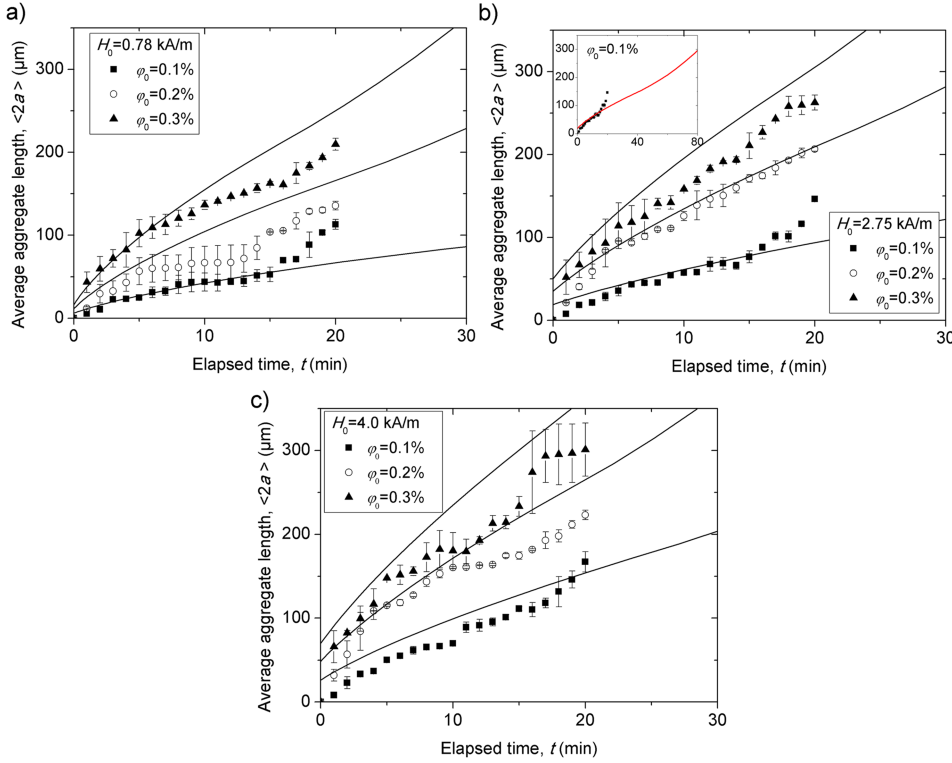 a)
H₀=0.78 kA/m
φ₀=0.1%
φ₀=0.2%
φ₀=0.3%
Average aggregate length, <2a> (μm)
300
200
100
0
0 10 20 30
Elapsed time, t (min)
b)
φ₀=0.1%
300
200
100
0
0 40 80
H₀=2.75 kA/m
φ₀=0.1%
φ₀=0.2%
φ₀=0.3%
Average aggregate length, <2a> (μm)
300
200
100
0
0 10 20 30
Elapsed time, t (min)
c)
H₀=4.0 kA/m
φ₀=0.1%
φ₀=0.2%
φ₀=0.3%
Average aggregate length, <2a> (μm)
300
200
100
0
0 10 20 30
Elapsed time, t (min)